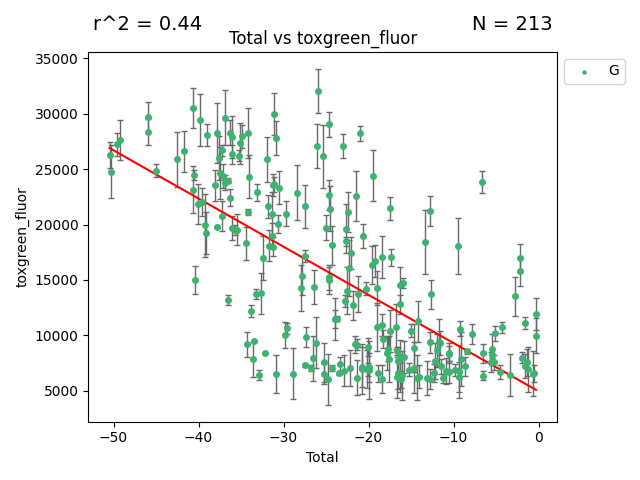 r^2 = 0.44
N = 213
Total vs toxgreen_fluor
G
35000
30000
25000
20000
15000
10000
5000
toxgreen_fluor
−50 −40 −30 −20 −10 0
Total